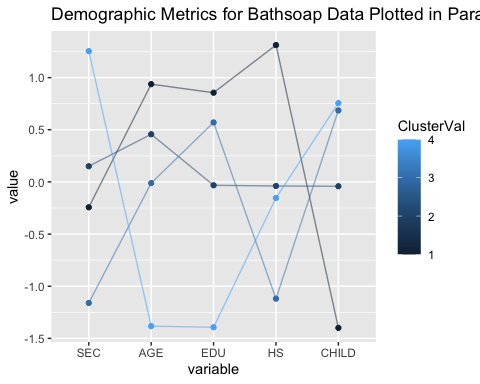 Demographic Metrics for Bathsoap Data Plotted in Para
1.0
0.5
0.0
-0.5
-1.0
-1.5
value
SEC AGE EDU HS CHILD
variable
ClusterVal
4
3
2
1